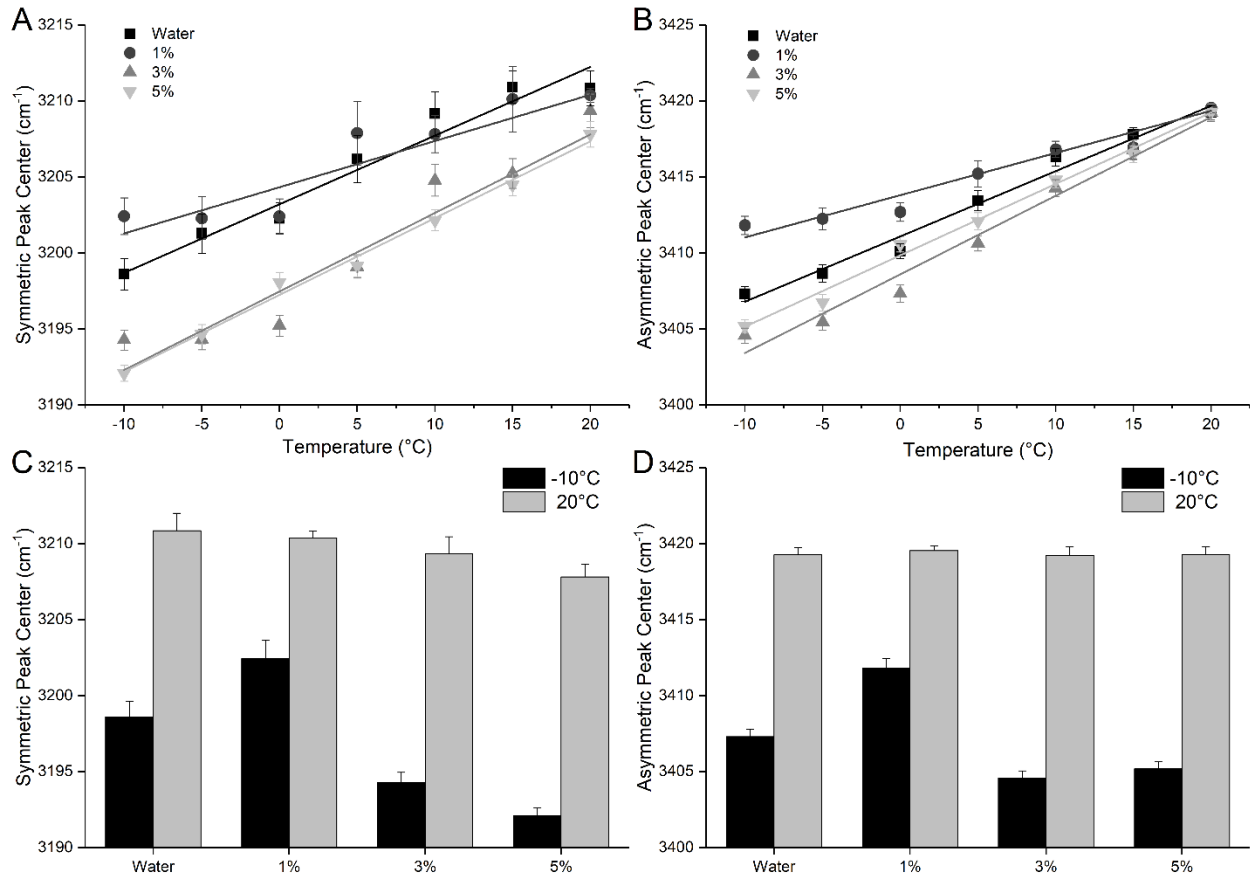 A
Symmetric Peak Center (cm-1)
3215
3210
3205
3200
3195
3190
Water
1%
3%
5%
-10
-5
0
5
10
15
20
Temperature (°C)
B
Asymmetric Peak Center (cm-1)
3425
3420
3415
3410
3405
3400
Water
1%
3%
5%
-10
-5
0
5
10
15
20
Temperature (°C)
C
Symmetric Peak Center (cm-1)
3215
3210
3205
3200
3195
3190
-10°C
20°C
Water
1%
3%
5%
D
Asymmetric Peak Center (cm-1)
3425
3420
3415
3410
3405
3400
-10°C
20°C
Water
1%
3%
5%